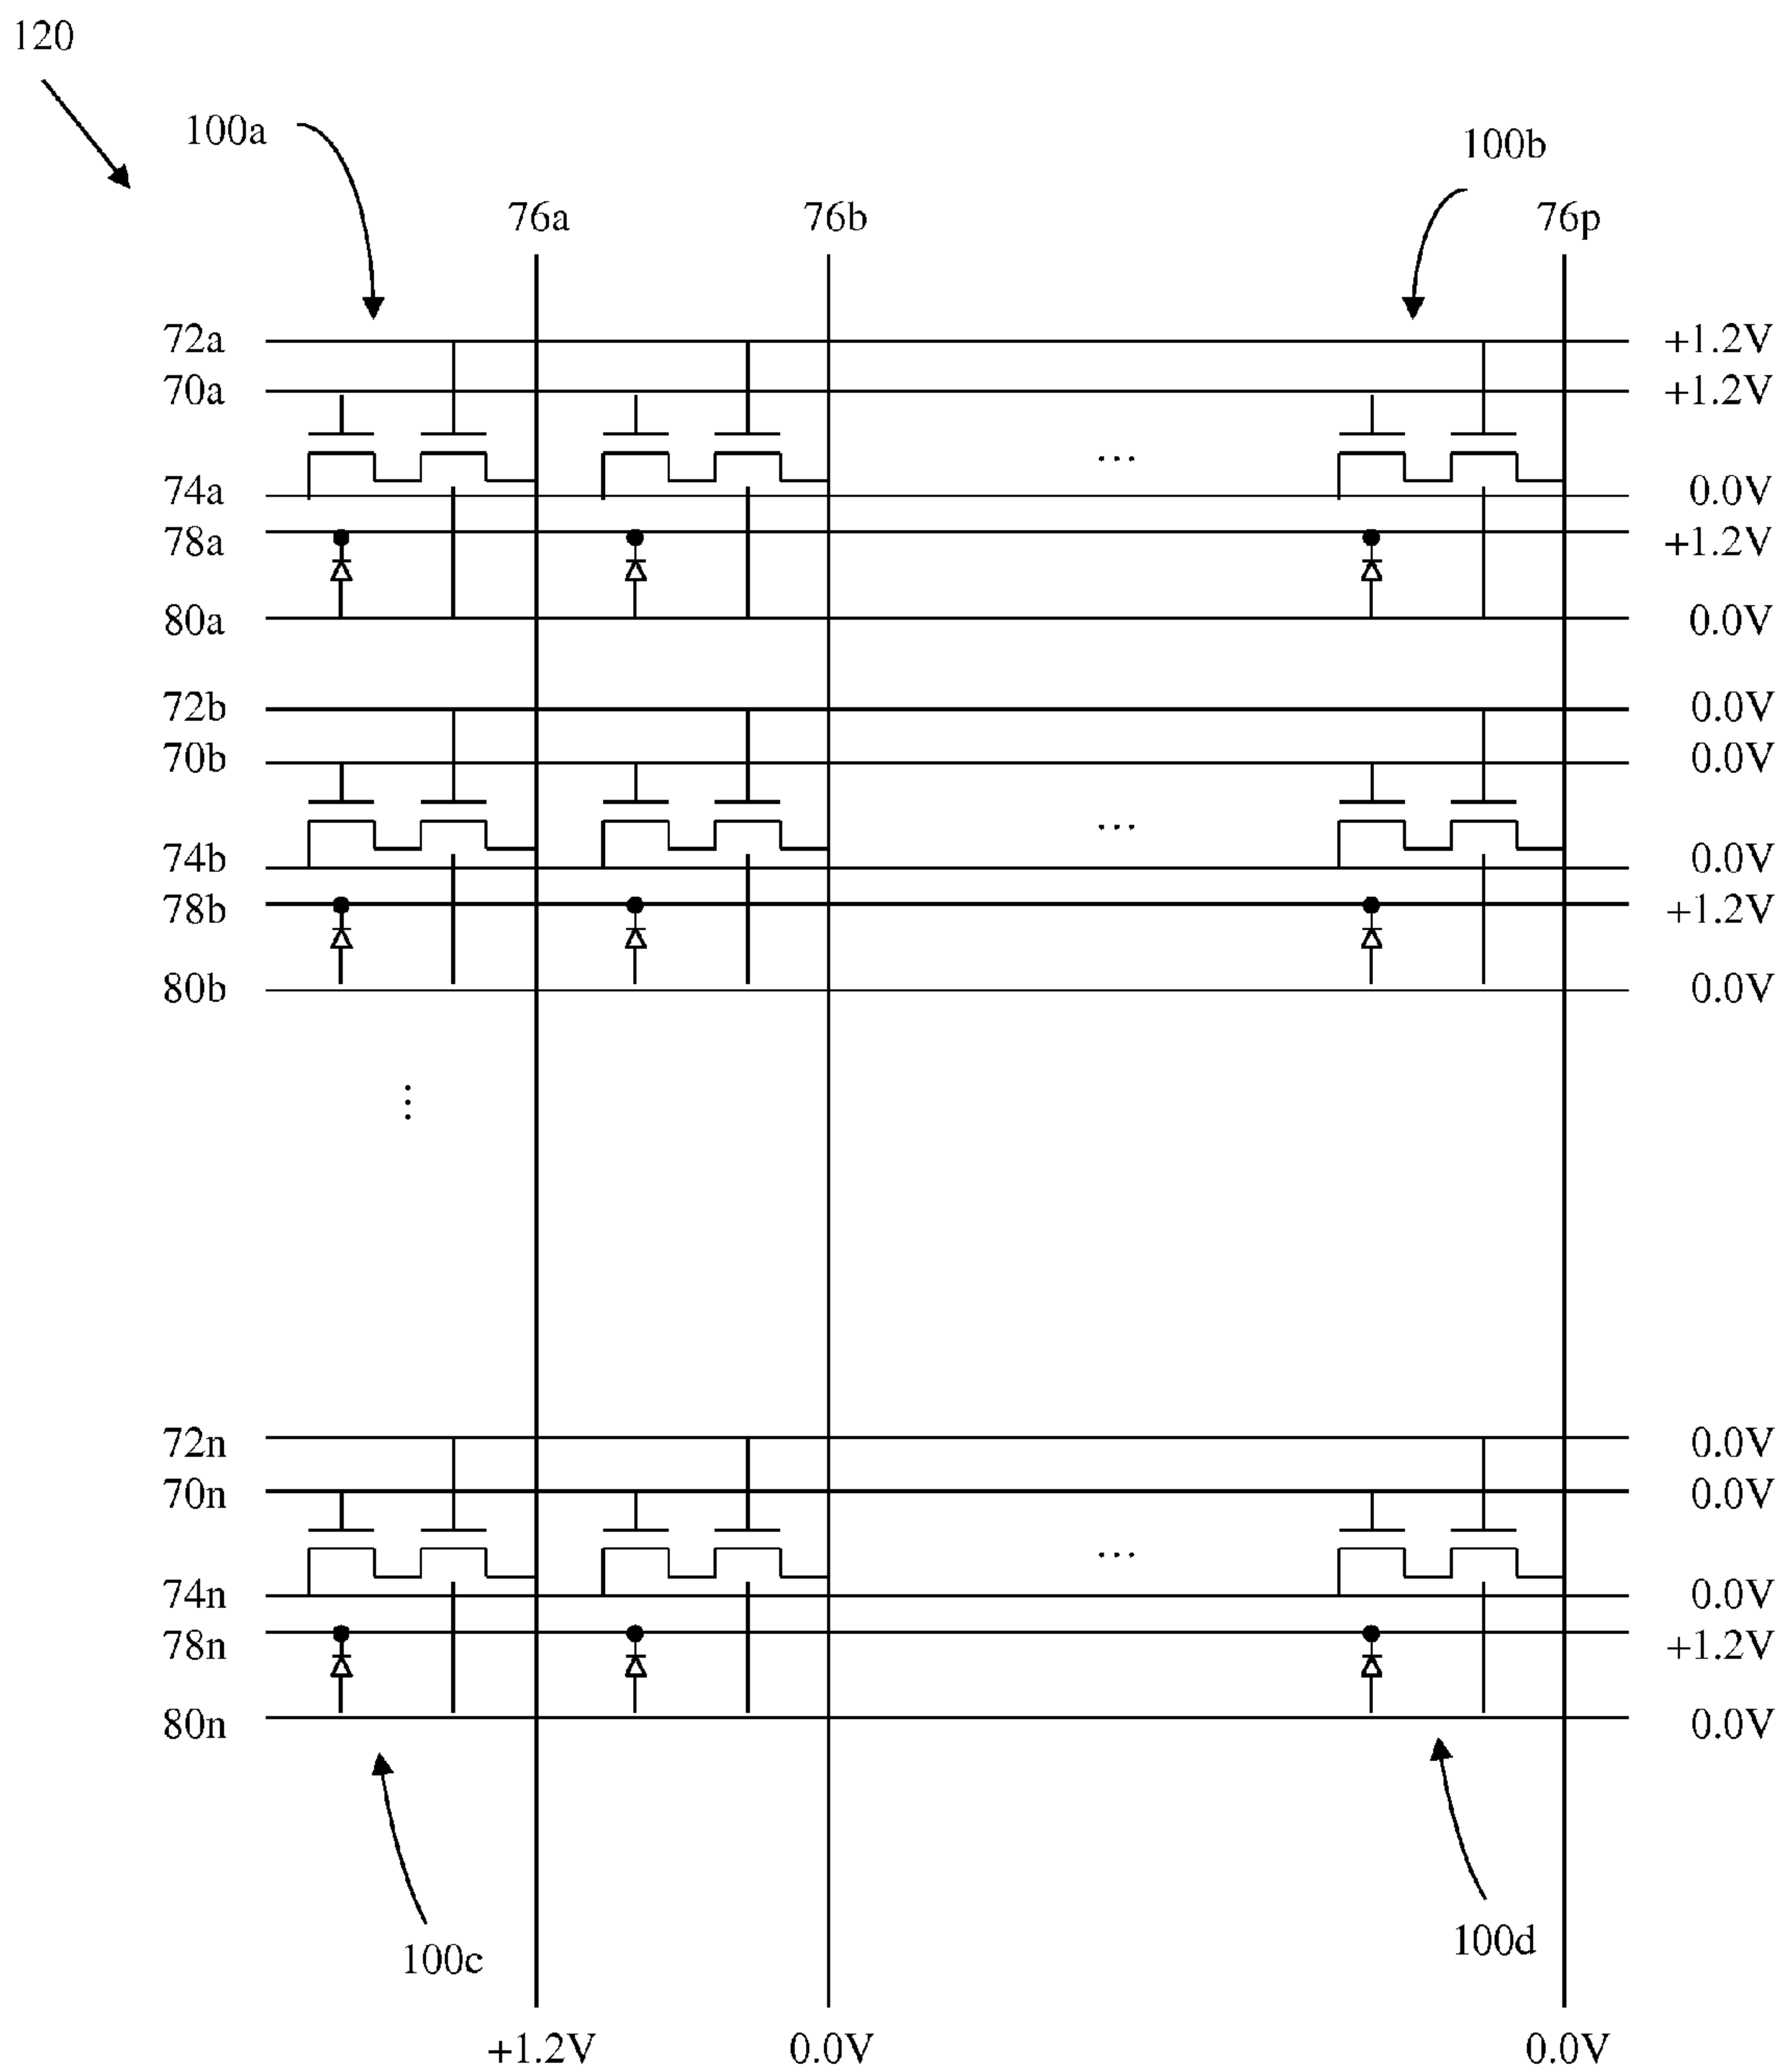 120
100a
100b
76a 76b 76p
72a +1.2V
70a +1.2V
...
74a 0.0V
78a +1.2V
80a 0.0V
72b 0.0V
70b 0.0V
...
74b 0.0V
78b +1.2V
80b 0.0V
⋮
72n 0.0V
70n 0.0V
...
74n 0.0V
78n +1.2V
80n 0.0V
100c
100d
+1.2V 0.0V 0.0V